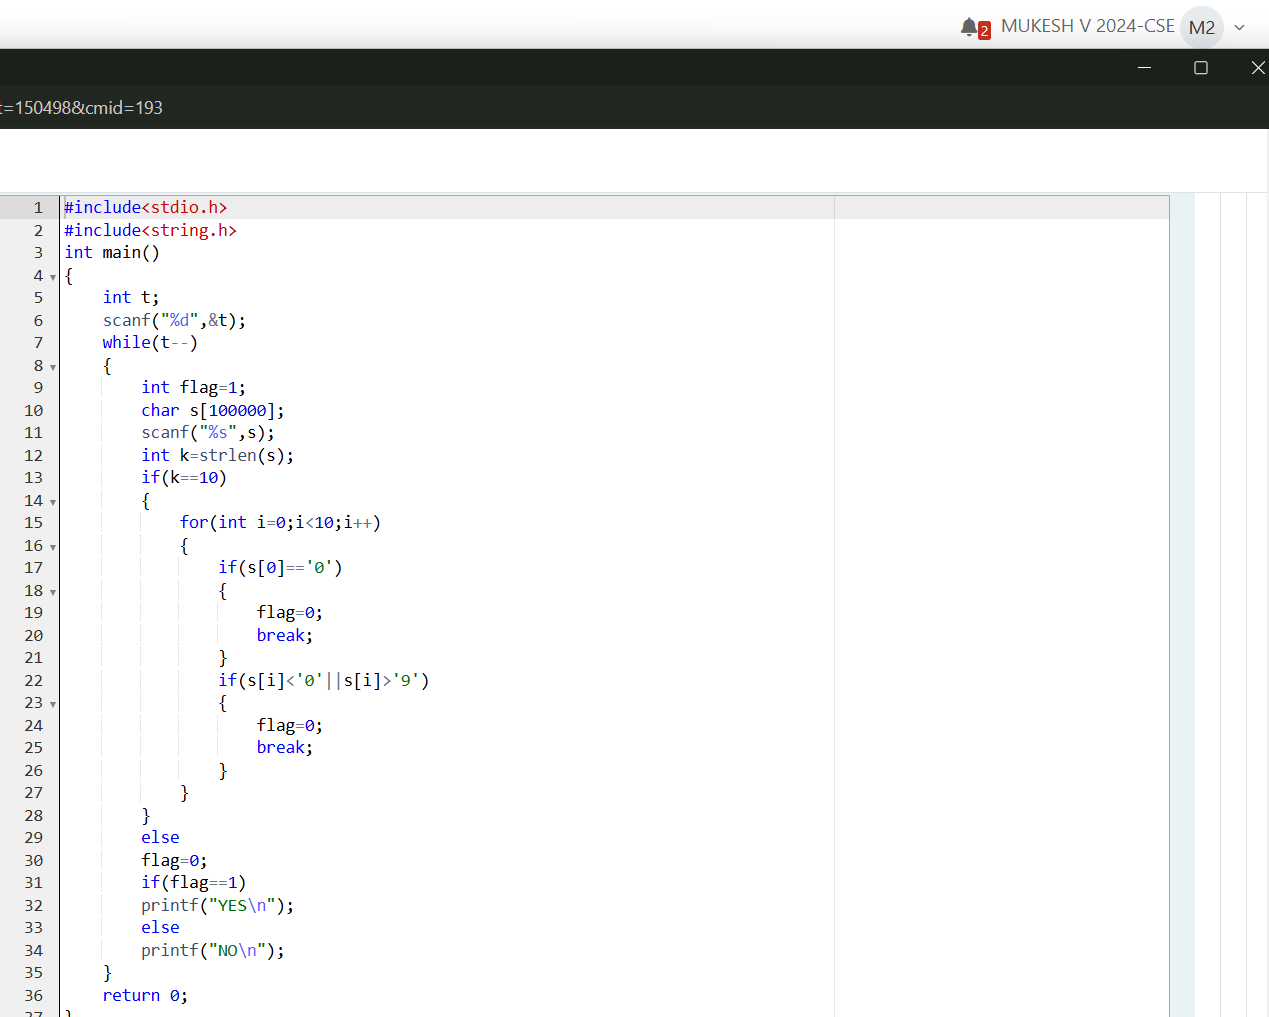 2 MUKESH V 2024-CSE M2
t=150498&cmid=193
1 #include<stdio.h>
2 #include<string.h>
3 int main()
4 {
5 int t;
6 scanf("%d",&t);
7 while(t--)
8 {
9 int flag=1;
10 char s[100000];
11 scanf("%s",s);
12 int k=strlen(s);
13 if(k==10)
14 {
15 for(int i=0;i<10;i++)
16 {
17 if(s[0]=='0')
18 {
19 flag=0;
20 break;
21 }
22 if(s[i]<'0'||s[i]>'9')
23 {
24 flag=0;
25 break;
26 }
27 }
28 }
29 else
30 flag=0;
31 if(flag==1)
32 printf("YES\n");
33 else
34 printf("NO\n");
35 }
36 return 0;
37 }